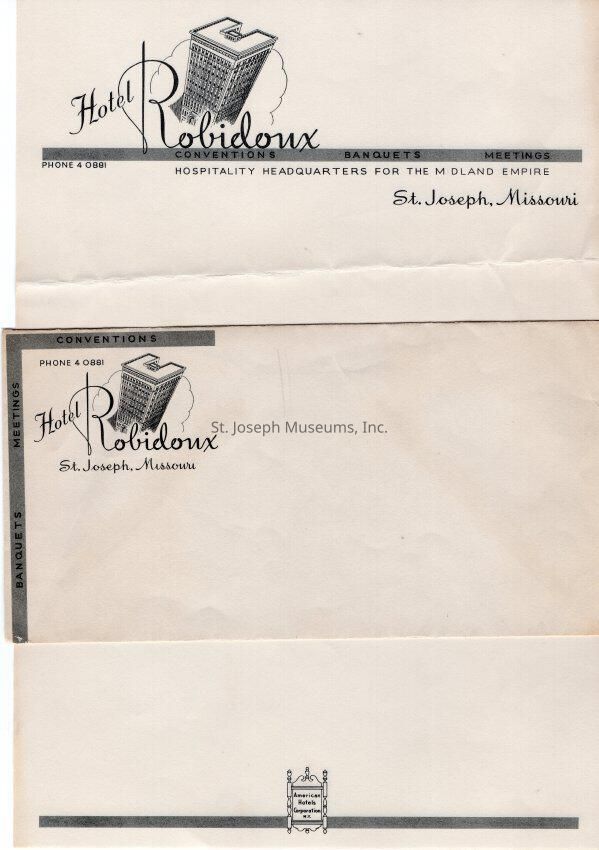 Hotel Robidoux
CONVENTIONS BANQUETS MEETINGS
PHONE 4 0881
HOSPITALITY HEADQUARTERS FOR THE M DLAND EMPIRE
St. Joseph, Missouri
CONVENTIONS
PHONE 4 0881
MEETINGS
Hotel Robidoux
St. Joseph Museums, Inc.
St. Joseph, Missouri
BANQUETS
American
Hotels
Corporation
N.Y.